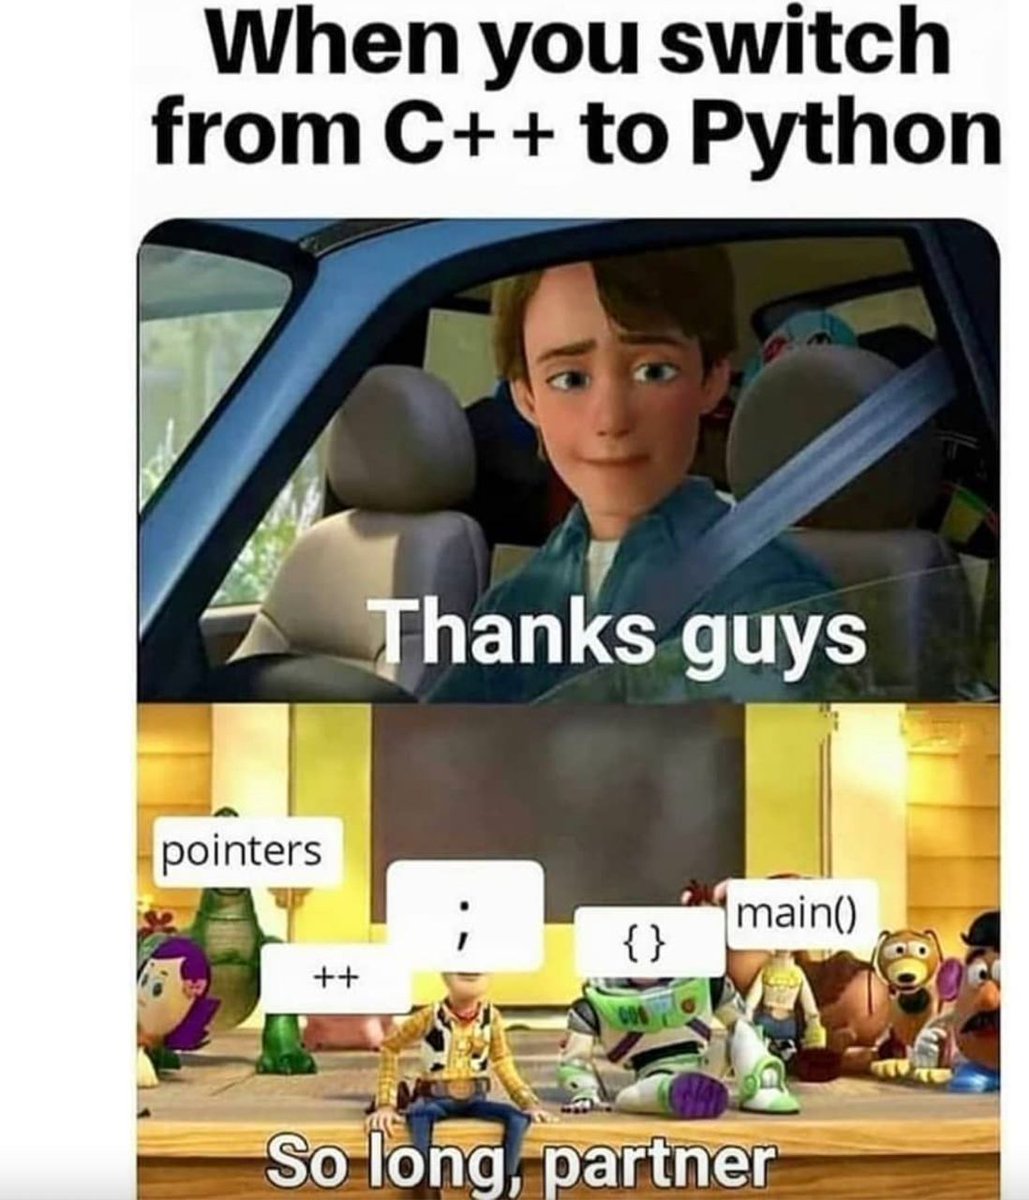 When you switch
from C++ to Python
Thanks guys
pointers
;
main()
{ }
++
So long, partner